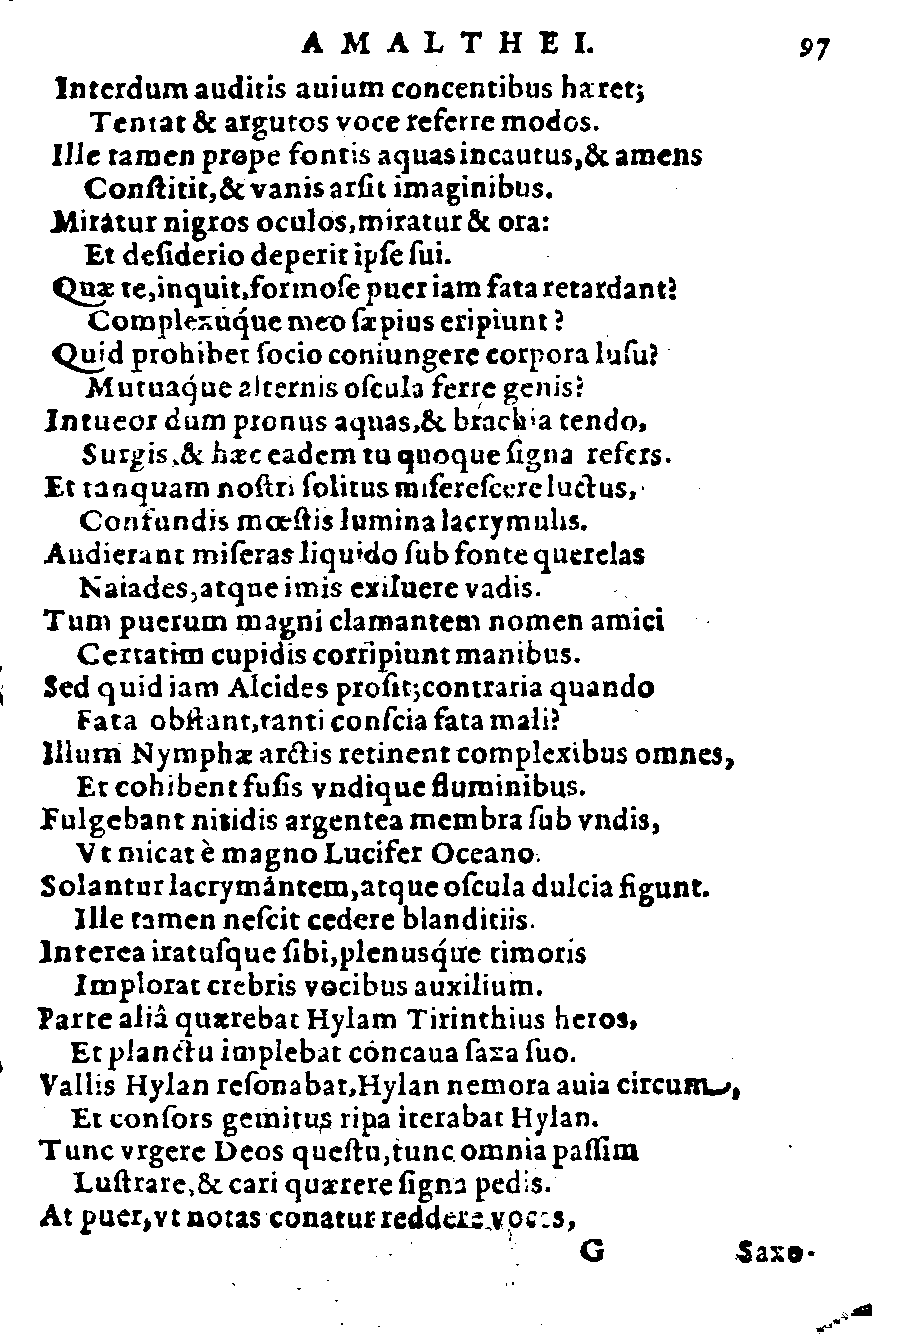 AMALTHEI. 97
Interdum auditis auium concentibus hæret;
Tentat & argutos voce referre modos.
Ille tamen prope fontis aquas incautus, & amens
Conſtitit, & vanis arſit imaginibus.
Miratur nigros oculos, miratur & ora:
Et deſiderio deperit ipſe ſui.
Quæ te, inquit, formoſe puer iam fata retardant?
Complexúque meo ſæpius eripiunt?
Quid prohibet ſocio coniungere corpora luſu?
Mutuaq́ue alternis oſcula ferre genis?
Intueor dum pronus aquas, & brachia tendo,
Surgis, & hæc eadem tu quoque ſigna refers.
Et tanquam noſtri ſolitus miſereſcere luctus,
Confundis mœſtis lumina lacrymulis.
Audierant miſeras liquido ſub fonte querelas
Naiades, atque imis exiluere vadis.
Tum puerum magni clamantem nomen amici
Certatim cupidis corripiunt manibus.
Sed quid iam Alcides proſit; contraria quando
Fata obſtant, tanti conſcia fata mali?
Illum Nymphæ arctis retinent complexibus omnes,
Et cohibent fuſis vndique fluminibus.
Fulgebant nitidis argentea membra ſub vndis,
Vt micat è magno Lucifer Oceano.
Solantur lacrymántem, atque oſcula dulcia figunt.
Ille tamen neſcit cedere blanditiis.
Interea iratuſque ſibi, plenusq́ue timoris
Implorat crebris vocibus auxilium.
Parte aliâ quærebat Hylam Tirinthius heros,
Et planctu implebat concaua ſaxa ſuo.
Vallis Hylan reſonabat, Hylan nemora auia circum,
Et conſors gemitus ripa iterabat Hylan.
Tunc vrgere Deos queſtu, tunc omnia paſſim
Luſtrare, & cari quærere ſigna pedis.
At puer, vt notas conatur reddere voces,
G Saxo-